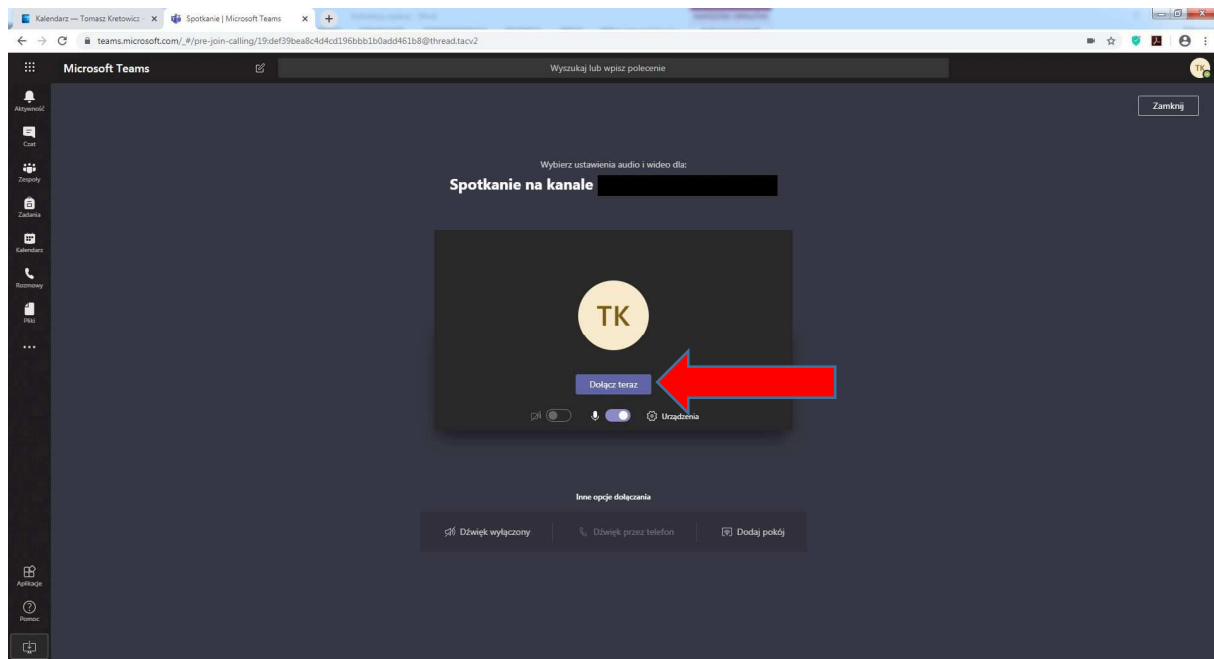 Kalendarz — Tomasz Kretowicz -
Spotkanie | Microsoft Teams
teams.microsoft.com/_#/pre-join-calling/19:def39bea8c4d4cd196bbb1b0add461b8@thread.tacv2
Microsoft Teams
Wyszukaj lub wpisz polecenie
TK
Aktywność
Czat
Zespoły
Zadania
Kalendarz
Rozmowy
Pliki
Zamknij
Wybierz ustawienia audio i wideo dla:
Spotkanie na kanale
TK
Dołącz teraz
Urządzenia
Inne opcje dołączania
Dźwięk wyłączony
Dźwięk przez telefon
Dodaj pokój
Aplikacje
Pomoc